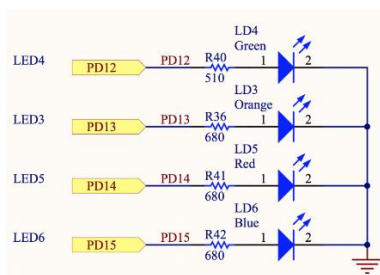 LD4
Green
LED4 PD12 PD12 R40 1 2
510
LD3
Orange
LED3 PD13 PD13 R36 1 2
680
LD5
Red
LED5 PD14 PD14 R41 1 2
680
LD6
Blue
LED6 PD15 PD15 R42 1 2
680